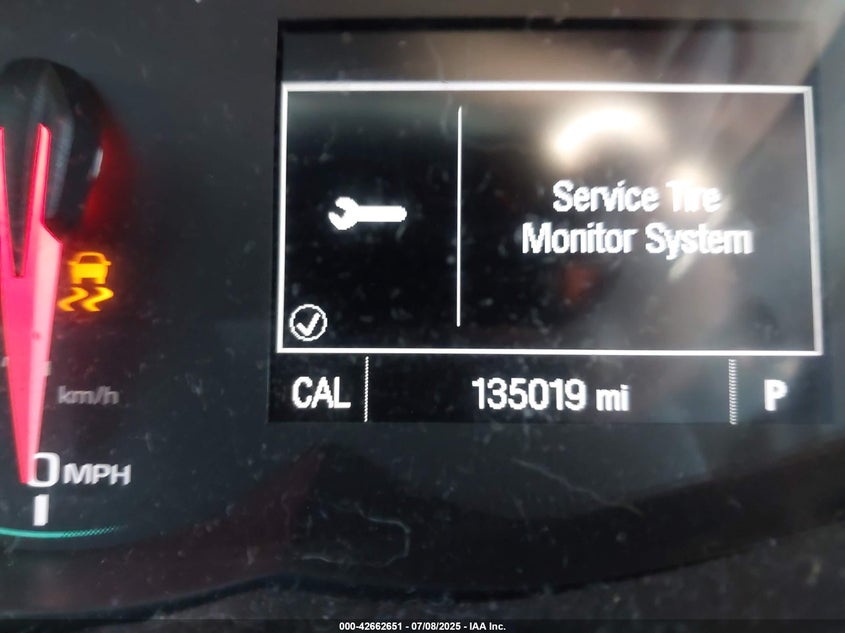 Service Tire
Monitor System
CAL
135019 mi
P
km/h
0 MPH
000-42662651 - 07/08/2025 - IAA Inc.